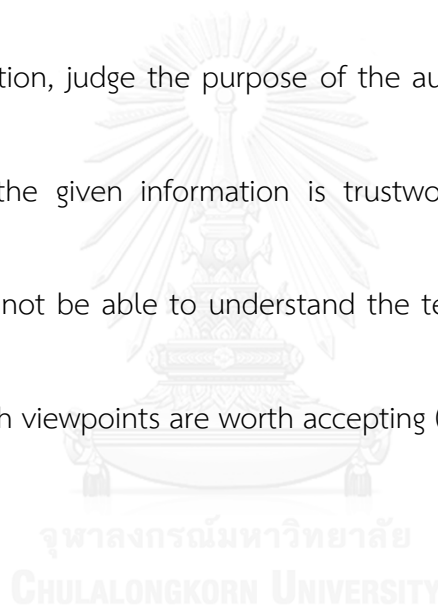 tion, judge the purpose of the au
the given information is trustwo
not be able to understand the te
h viewpoints are worth accepting (
จุฬาลงกรณ์มหาวิทยาลัย
CHULALONGKORN UNIVERSITY